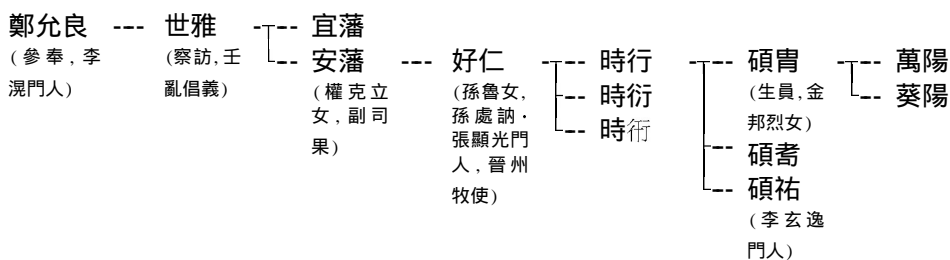 鄭允良 --- 世雅 --- 宜藩
(參奉, 李滉門人) (察訪, 壬亂倡義) -- 安藩 --- 好仁 --- 時行 --- 碩胄 --- 萬陽
(權克立女, 副司果) (孫魯女, 孫處訥·張顯光門人, 晉州牧使) --- 時衍 (生員, 金邦烈女) --- 葵陽
--- 時術
--- 碩耈
--- 碩祐
(李玄逸門人)